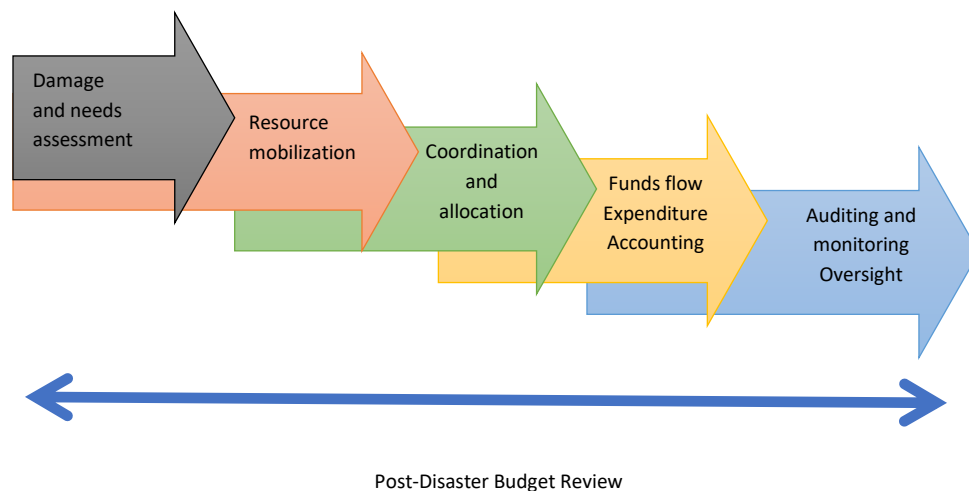 Damage
and needs
assessment
Resource
mobilization
Coordination
and
allocation
Funds flow
Expenditure
Accounting
Auditing and
monitoring
Oversight
Post-Disaster Budget Review